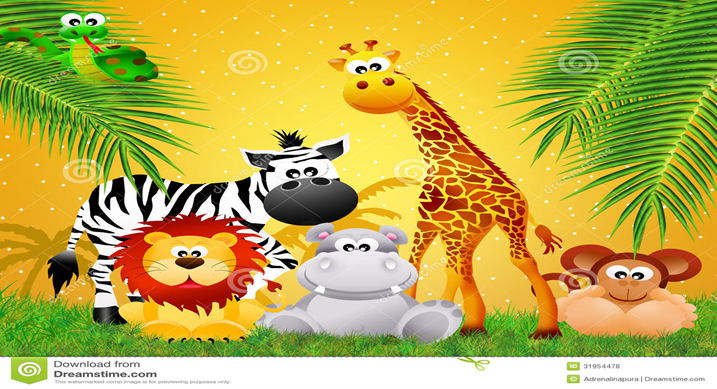 Download from
Dreamstime.com
This watermarked comp image is for previewing purposes only.
31954478
Adrenalinapura | Dreamstime.com